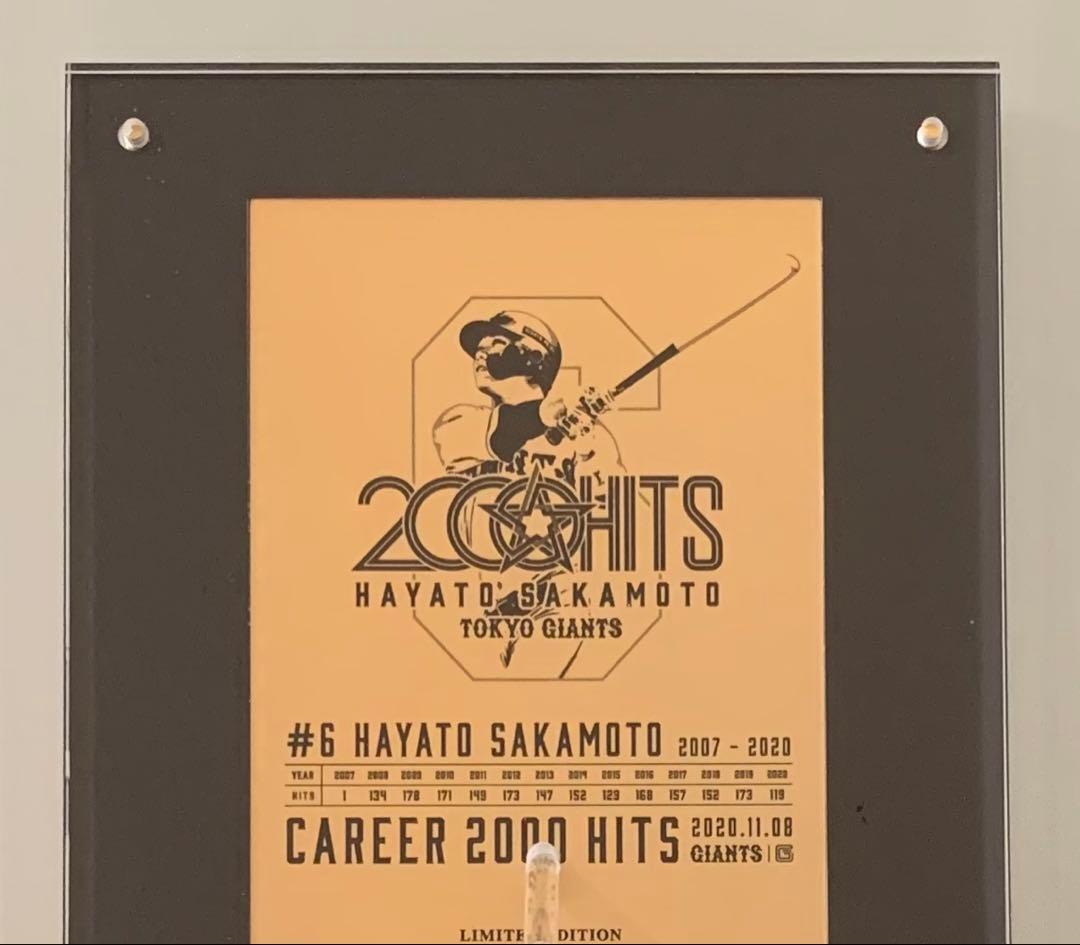 2000HITS
HAYATO SAKAMOTO
TOKYO GIANTS
#6 HAYATO SAKAMOTO 2007 - 2020
YEAR 2007 2008 2009 2010 2011 2012 2013 2014 2015 2016 2017 2018 2019 2020
HITS 1 134 178 171 149 173 147 152 129 168 157 152 173 119
CAREER 2000 HITS 2020.11.08
GIANTS
LIMITED EDITION